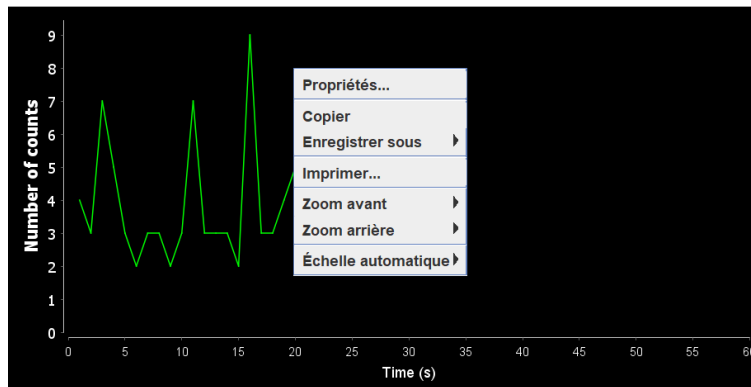 9
8
7
6
5
4
3
2
1
0
Number of counts
Propriétés...
Copier
Enregistrer sous
Imprimer...
Zoom avant
Zoom arrière
Échelle automatique
0 5 10 15 20 25 30 35 40 45 50 55 60
Time (s)